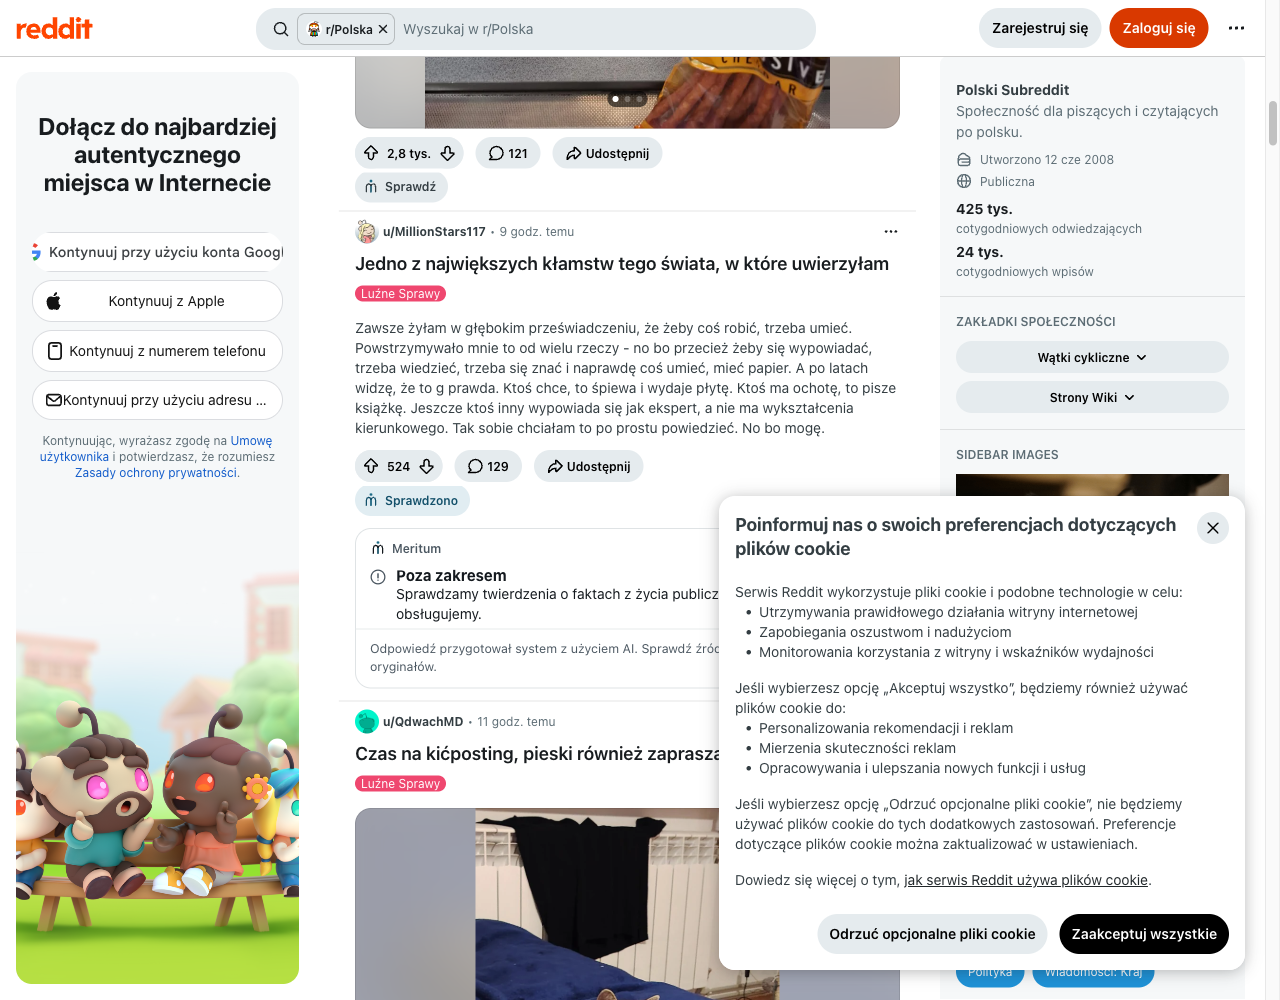 reddit
r/Polska
Wyszukaj w r/Polska
Zarejestruj się
Zaloguj się
Dołącz do najbardziej
autentycznego
miejsca w Internecie
Kontynuuj przy użyciu konta Googl
Kontynuuj z Apple
Kontynuuj z numerem telefonu
Kontynuuj przy użyciu adresu ...
Kontynuując, wyrażasz zgodę na Umowę
użytkownika i potwierdzasz, że rozumiesz
Zasady ochrony prywatności.
2,8 tys.
121
Udostępnij
Sprawdź
u/MillionStars117 • 9 godz. temu
Jedno z największych kłamstw tego świata, w które uwierzyłam
Luźne Sprawy
Zawsze żyłam w głębokim przeświadczeniu, że żeby coś robić, trzeba umieć.
Powstrzymywało mnie to od wielu rzeczy - no bo przecież żeby się wypowiadać,
trzeba wiedzieć, trzeba się znać i naprawdę coś umieć, mieć papier. A po latach
widzę, że to g prawda. Ktoś chce, to śpiewa i wydaje płytę. Ktoś ma ochotę, to pisze
książkę. Jeszcze ktoś inny wypowiada się jak ekspert, a nie ma wykształcenia
kierunkowego. Tak sobie chciałam to po prostu powiedzieć. No bo mogę.
524
129
Udostępnij
Sprawdzono
Meritum
Poza zakresem
Sprawdzamy twierdzenia o faktach z życia publicz
obsługujemy.
Odpowiedź przygotował system z użyciem AI. Sprawdź źród
oryginałów.
u/QdwachMD • 11 godz. temu
Czas na kićposting, pieski również zaprasza
Luźne Sprawy
Polski Subreddit
Społeczność dla piszących i czytających
po polsku.
Utworzono 12 cze 2008
Publiczna
425 tys.
cotygodniowych odwiedzających
24 tys.
cotygodniowych wpisów
ZAKŁADKI SPOŁECZNOŚCI
Wątki cykliczne
Strony Wiki
SIDEBAR IMAGES
Poinformuj nas o swoich preferencjach dotyczących
plików cookie
Serwis Reddit wykorzystuje pliki cookie i podobne technologie w celu:
• Utrzymywania prawidłowego działania witryny internetowej
• Zapobiegania oszustwom i nadużyciom
• Monitorowania korzystania z witryny i wskaźników wydajności
Jeśli wybierzesz opcję „Akceptuj wszystko”, będziemy również używać
plików cookie do:
• Personalizowania rekomendacji i reklam
• Mierzenia skuteczności reklam
• Opracowywania i ulepszania nowych funkcji i usług
Jeśli wybierzesz opcję „Odrzuć opcjonalne pliki cookie”, nie będziemy
używać plików cookie do tych dodatkowych zastosowań. Preferencje
dotyczące plików cookie można zaktualizować w ustawieniach.
Dowiedz się więcej o tym, jak serwis Reddit używa plików cookie.
Odrzuć opcjonalne pliki cookie
Zaakceptuj wszystkie
Polityka
Wiadomości: Kraj